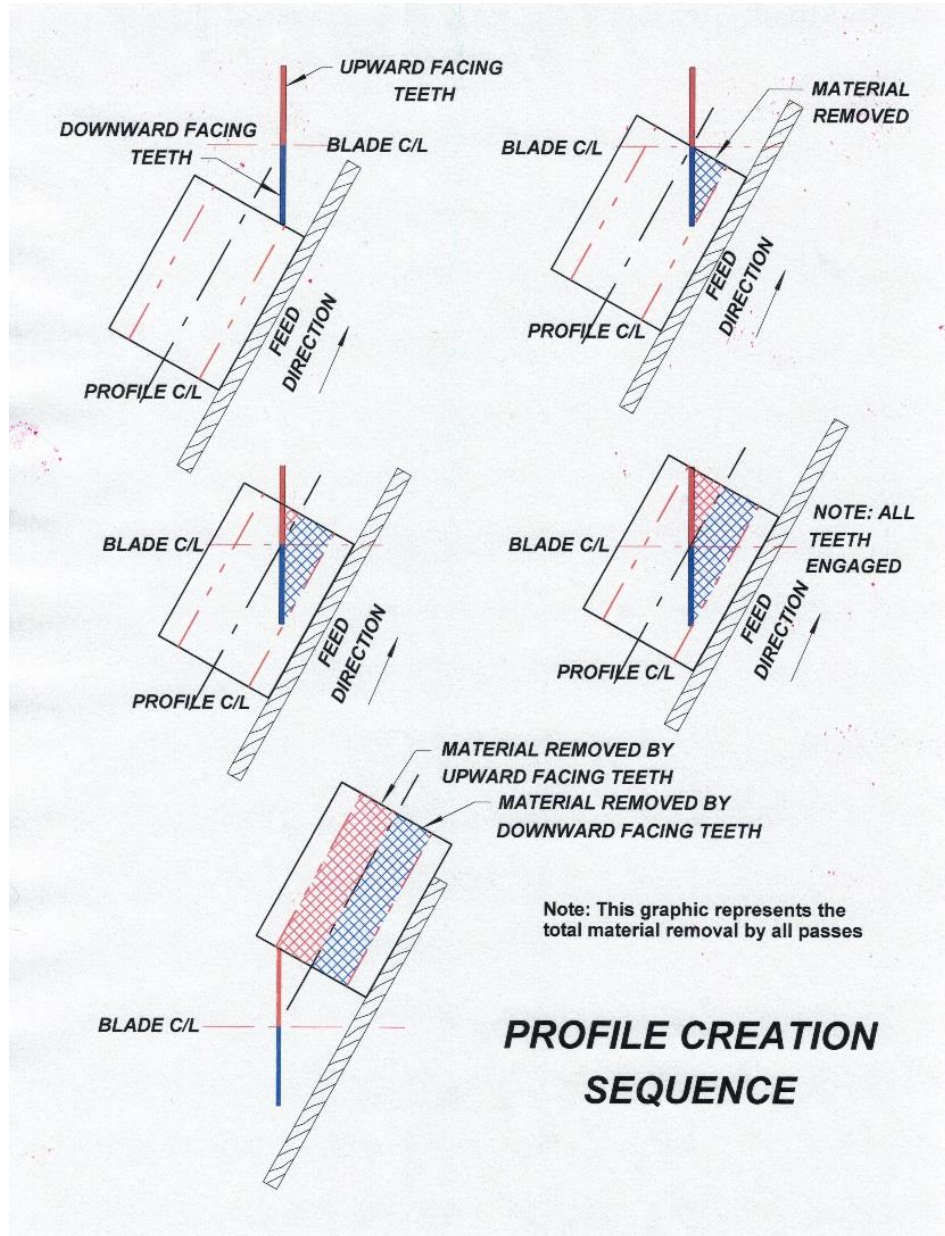 UPWARD FACING
TEETH
DOWNWARD FACING
TEETH
BLADE C/L
FEED
DIRECTION
PROFILE C/L
MATERIAL
REMOVED
BLADE C/L
FEED
DIRECTION
PROFILE C/L
BLADE C/L
FEED
DIRECTION
PROFILE C/L
NOTE: ALL
TEETH
ENGAGED
BLADE C/L
FEED
DIRECTION
PROFILE C/L
MATERIAL REMOVED BY
UPWARD FACING TEETH
MATERIAL REMOVED BY
DOWNWARD FACING TEETH
Note: This graphic represents the
total material removal by all passes
BLADE C/L
PROFILE CREATION
SEQUENCE